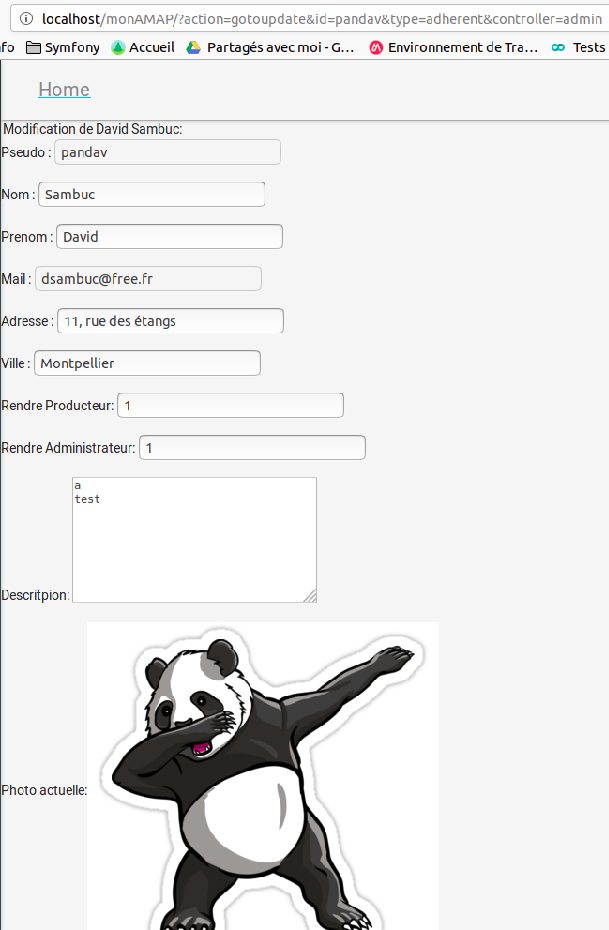 localhost/monAMAP/?action=gotoupdate&id=pandav&type=adherent&controller=admin
nfo Symfony Accueil Partagés avec moi - G… Environnement de Tra… Tests
Home
Modification de David Sambuc:
Pseudo : pandav
Nom : Sambuc
Prenom : David
Mail : dsambuc@free.fr
Adresse : 11, rue des étangs
Ville : Montpellier
Rendre Producteur: 1
Rendre Administrateur: 1
a
test
Descritpion:
Photo actuelle: